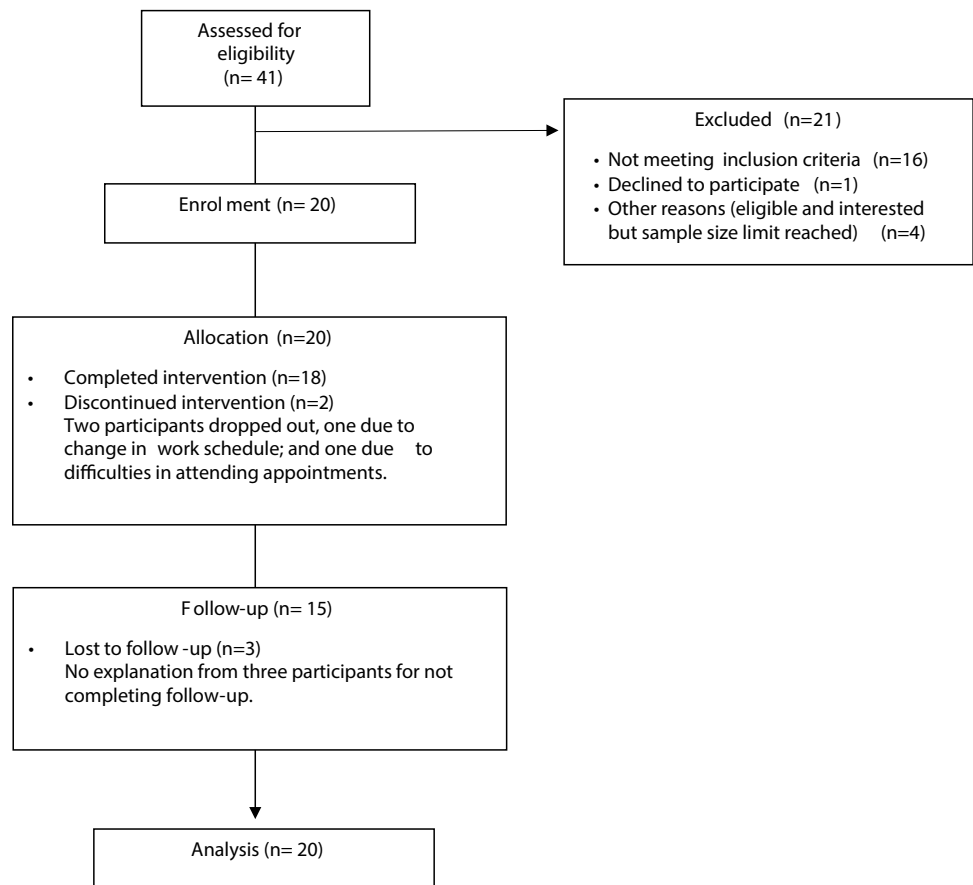 Assessed for
eligibility
(n= 41)
Excluded (n=21)
• Not meeting inclusion criteria (n=16)
• Declined to participate (n=1)
• Other reasons (eligible and interested
but sample size limit reached) (n=4)
Enrol ment (n= 20)
Allocation (n=20)
• Completed intervention (n=18)
• Discontinued intervention (n=2)
Two participants dropped out, one due to
change in work schedule; and one due to
difficulties in attending appointments.
Follow-up (n= 15)
• Lost to follow -up (n=3)
No explanation from three participants for not
completing follow-up.
Analysis (n= 20)